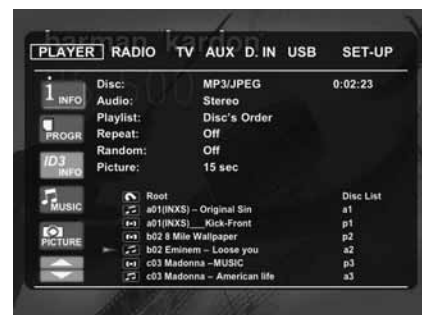 harman kardon
PLAYER RADIO TV AUX D. IN USB SET-UP
1 INFO
PROGR
ID3 INFO
MUSIC
PICTURE
Disc: MP3/JPEG 0:02:23
Audio: Stereo
Playlist: Disc's Order
Repeat: Off
Random: Off
Picture: 15 sec
Root Disc List
a01(INXS) – Original Sin a1
a01(INXS)___Kick-Front p1
b02 8 Mile Wallpaper p2
b02 Eminem – Loose you a2
c03 Madonna –MUSIC p3
c03 Madonna – American life a3